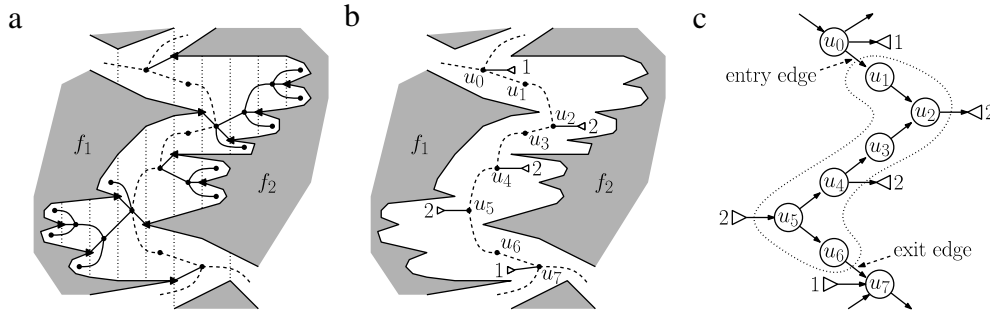 a
f₁
f₂
b
u₀
1
u₁
u₂
2
u₃
f₁
u₄
2
f₂
2
u₅
u₆
1
u₇
c
u₀
1
entry edge
u₁
u₂
2
u₃
u₄
2
2
u₅
u₆
exit edge
1
u₇